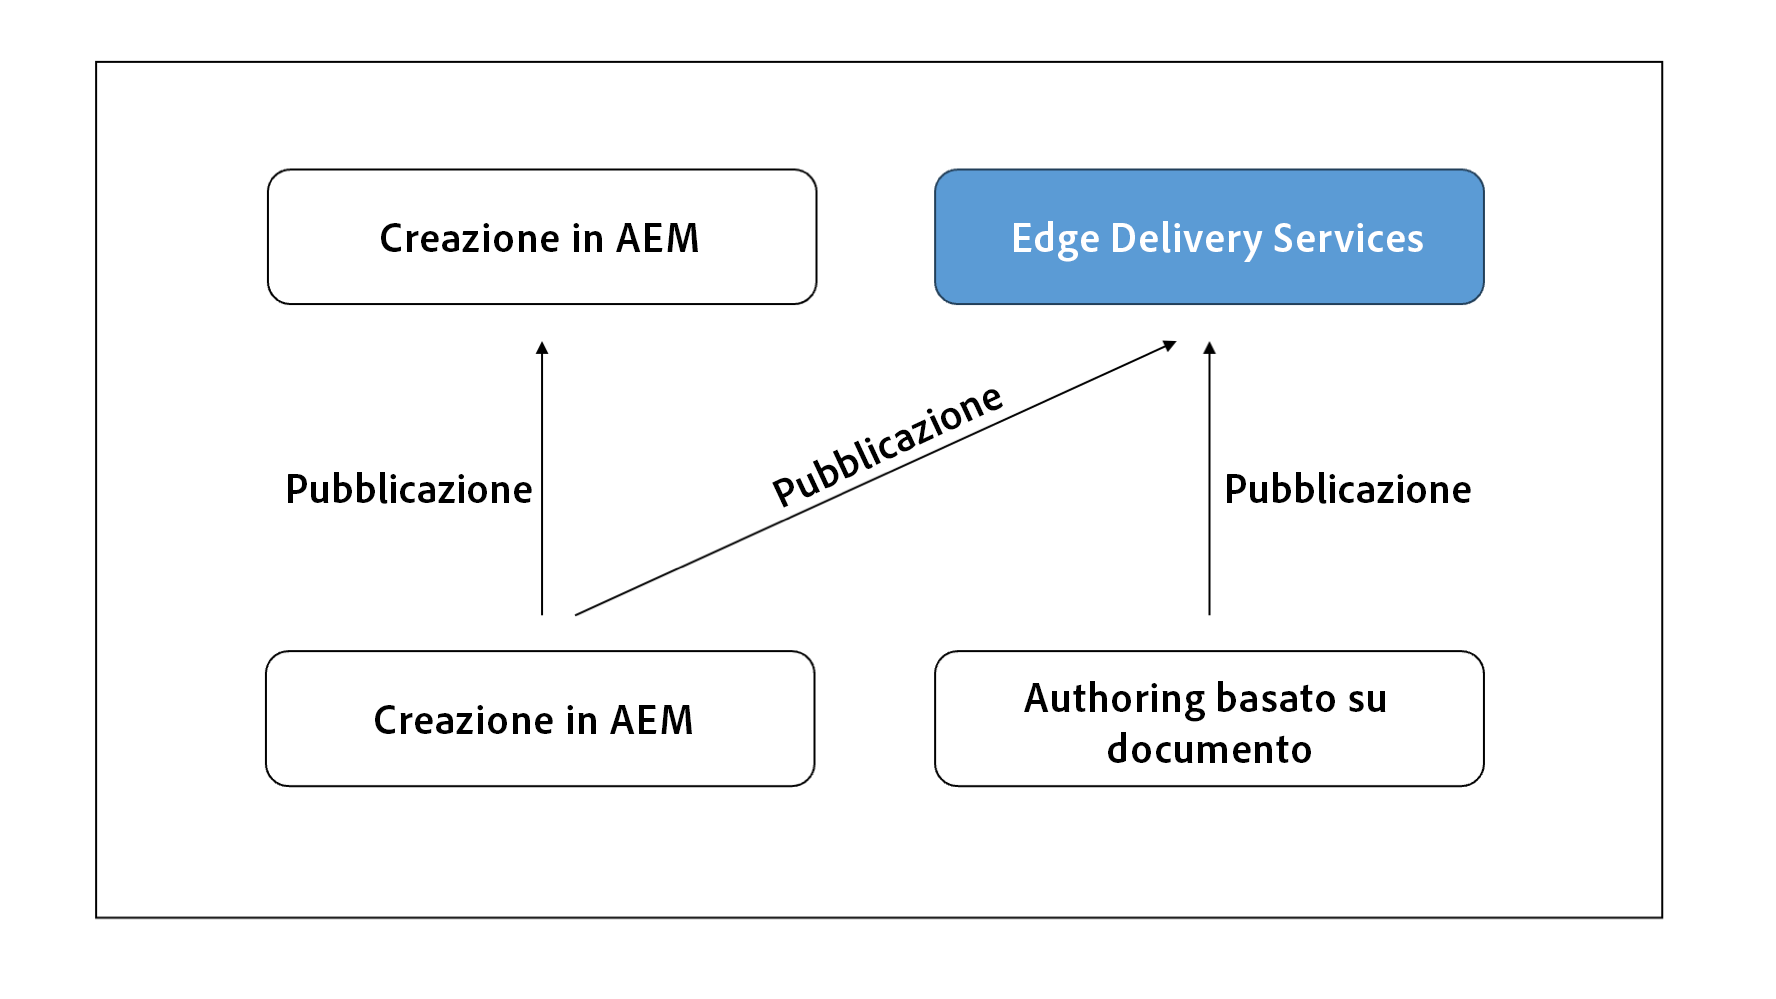 Creazione in AEM
Edge Delivery Services
Pubblicazione
Pubblicazione
Pubblicazione
Creazione in AEM
Authoring basato su
documento